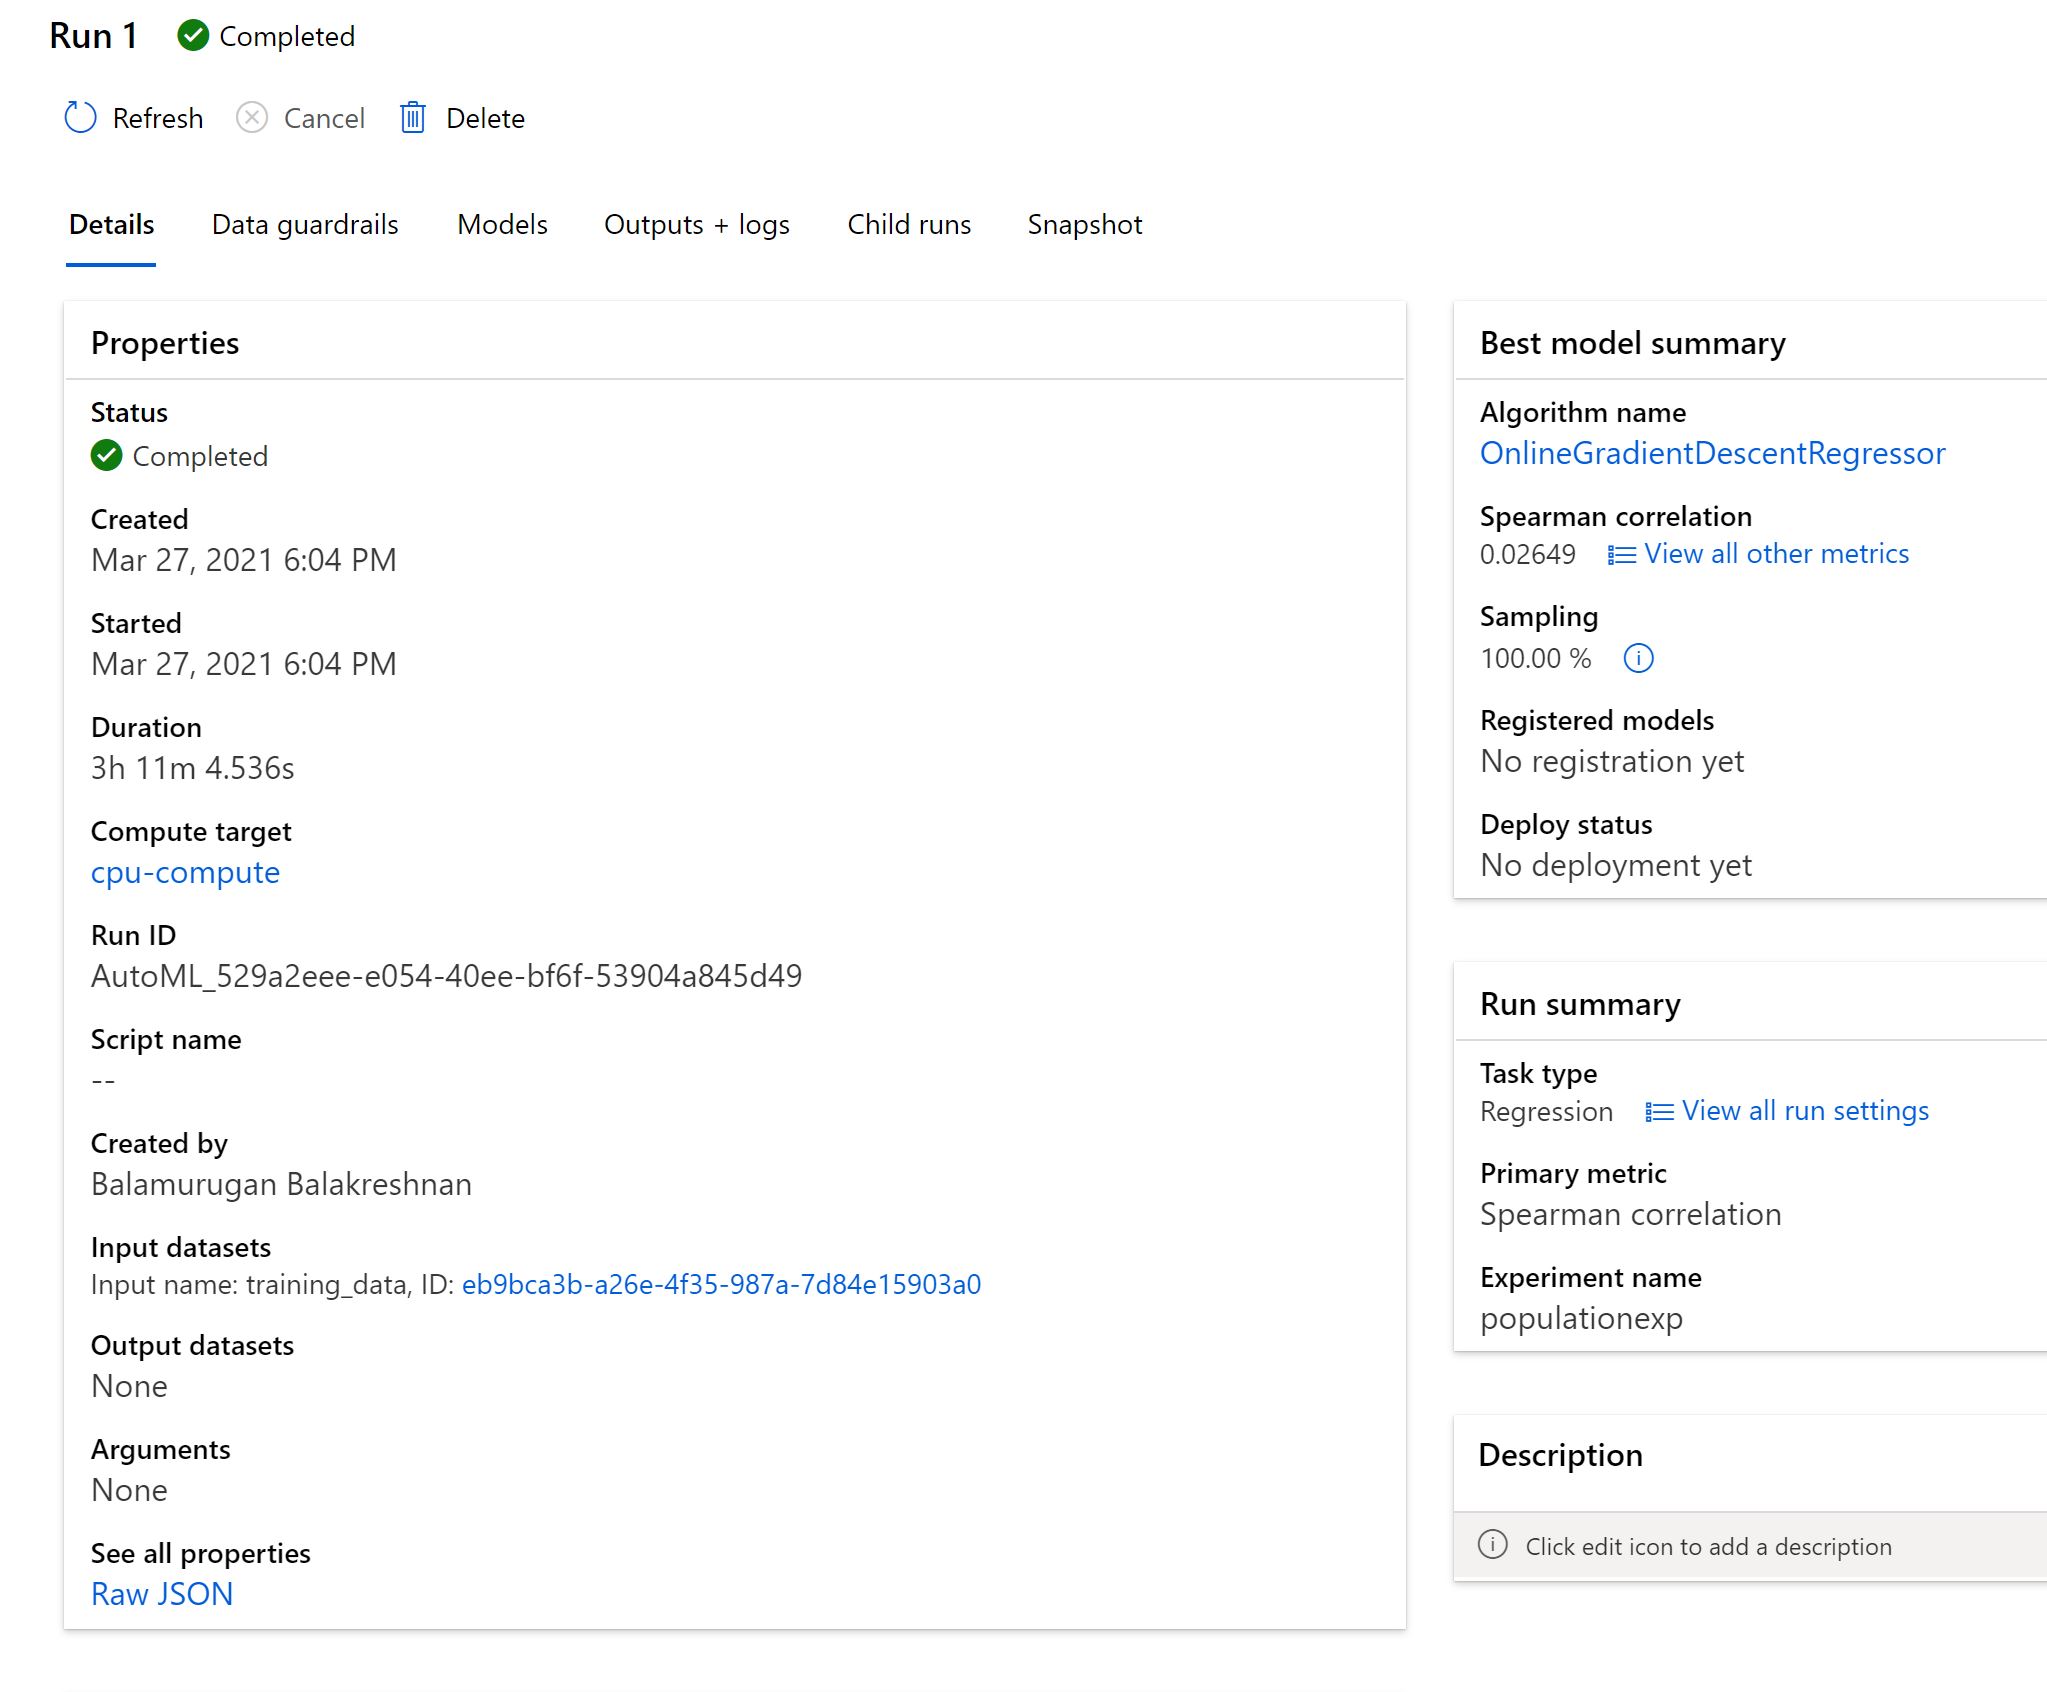 Run 1 Completed
Refresh Cancel Delete
Details Data guardrails Models Outputs + logs Child runs Snapshot
Properties
Status
Completed
Created
Mar 27, 2021 6:04 PM
Started
Mar 27, 2021 6:04 PM
Duration
3h 11m 4.536s
Compute target
cpu-compute
Run ID
AutoML_529a2eee-e054-40ee-bf6f-53904a845d49
Script name
--
Created by
Balamurugan Balakreshnan
Input datasets
Input name: training_data, ID: eb9bca3b-a26e-4f35-987a-7d84e15903a0
Output datasets
None
Arguments
None
See all properties
Raw JSON
Best model summary
Algorithm name
OnlineGradientDescentRegressor
Spearman correlation
0.02649 View all other metrics
Sampling
100.00 %
Registered models
No registration yet
Deploy status
No deployment yet
Run summary
Task type
Regression View all run settings
Primary metric
Spearman correlation
Experiment name
populationexp
Description
Click edit icon to add a description